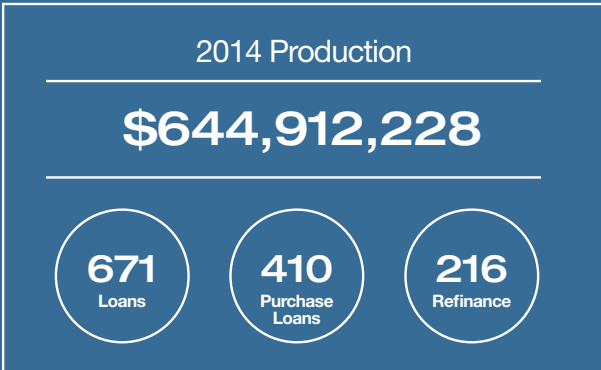 2014 Production
$644,912,228
671
Loans
410
Purchase
Loans
216
Refinance